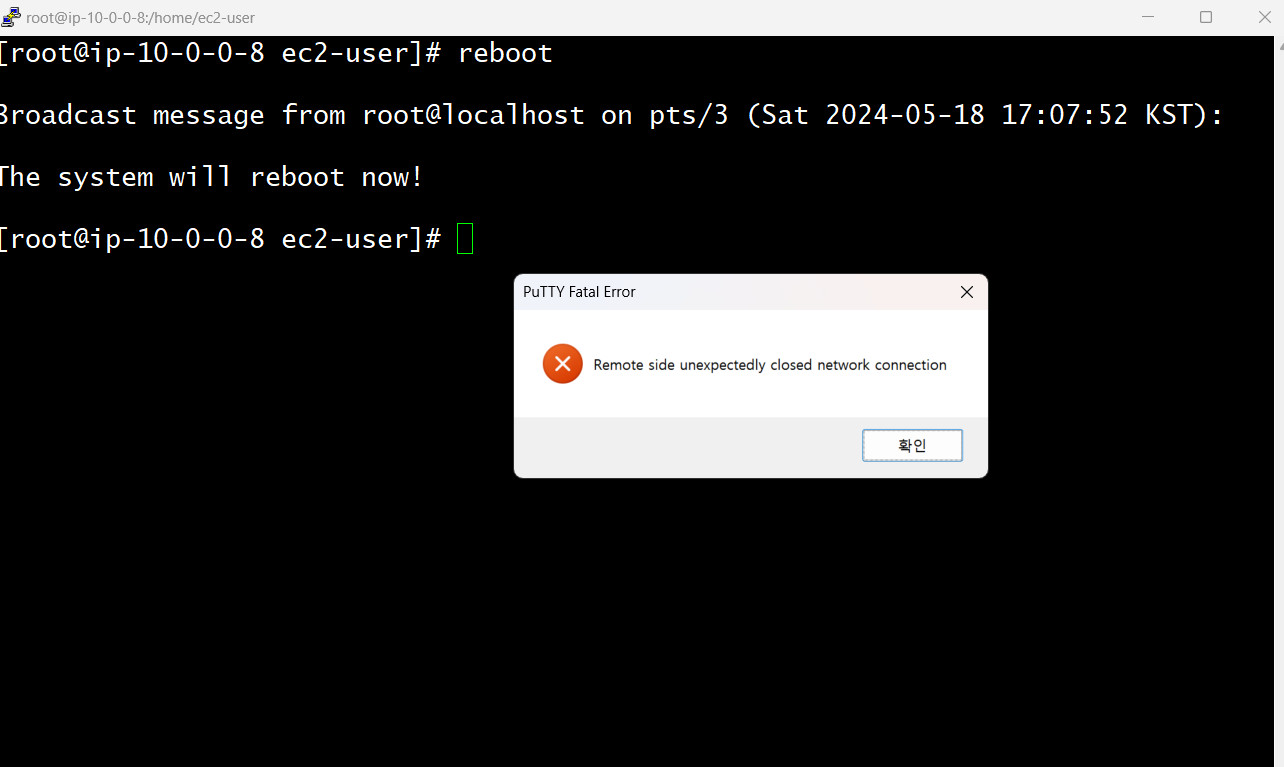 root@ip-10-0-0-8:/home/ec2-user
[root@ip-10-0-0-8 ec2-user]# reboot
Broadcast message from root@localhost on pts/3 (Sat 2024-05-18 17:07:52 KST):
The system will reboot now!
[root@ip-10-0-0-8 ec2-user]#
PuTTY Fatal Error
Remote side unexpectedly closed network connection
확인